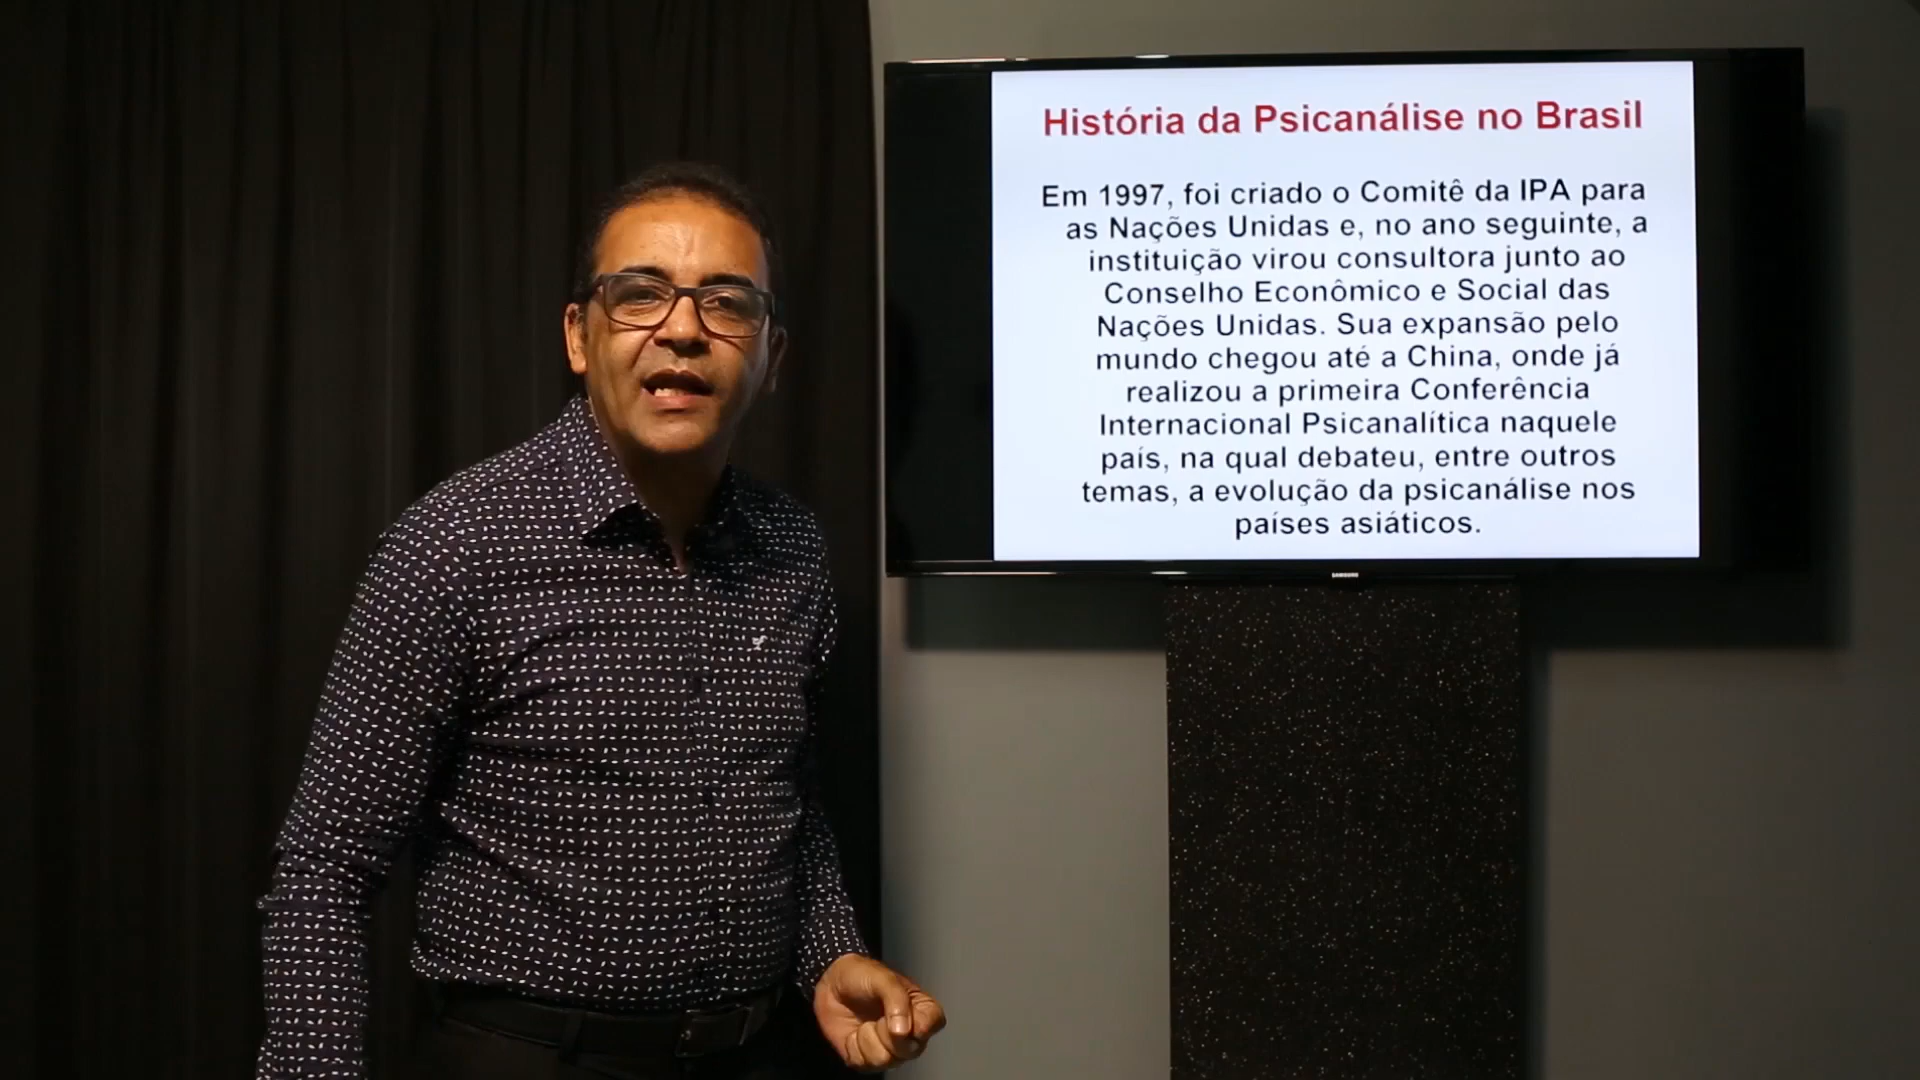 História da Psicanálise no Brasil
Em 1997, foi criado o Comitê da IPA para
as Nações Unidas e, no ano seguinte, a
instituição virou consultora junto ao
Conselho Econômico e Social das
Nações Unidas. Sua expansão pelo
mundo chegou até a China, onde já
realizou a primeira Conferência
Internacional Psicanalítica naquele
país, na qual debateu, entre outros
temas, a evolução da psicanálise nos
países asiáticos.
SAMSUNG